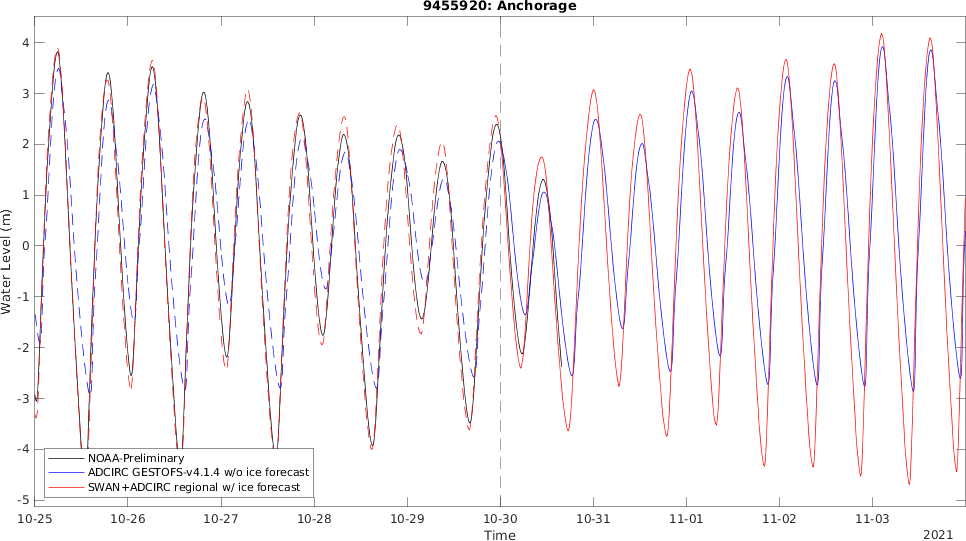 9455920: Anchorage
4
3
2
1
0
-1
-2
-3
-4
-5
Water Level (m)
NOAA-Preliminary
ADCIRC GESTOFS-v4.1.4 w/o ice forecast
SWAN+ADCIRC regional w/ ice forecast
10-25 10-26 10-27 10-28 10-29 10-30 10-31 11-01 11-02 11-03
Time
2021